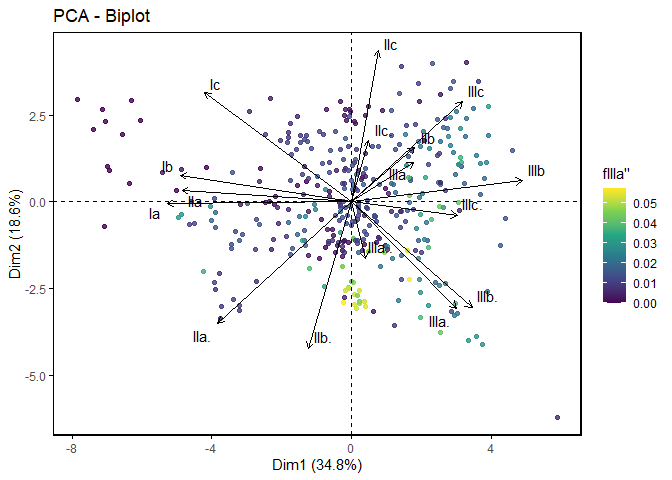 PCA - Biplot
IIc
Ic
IIIc
IIc
IIb
IIIa
Ib
IIIb
IIa
Ia
IIIc.
IIIa.
IIIb.
IIIa.
IIa.
IIb.
2.5
0.0
-2.5
-5.0
Dim2 (18.6%)
-8
-4
0
4
Dim1 (34.8%)
fIIIa"
0.05
0.04
0.03
0.02
0.01
0.00